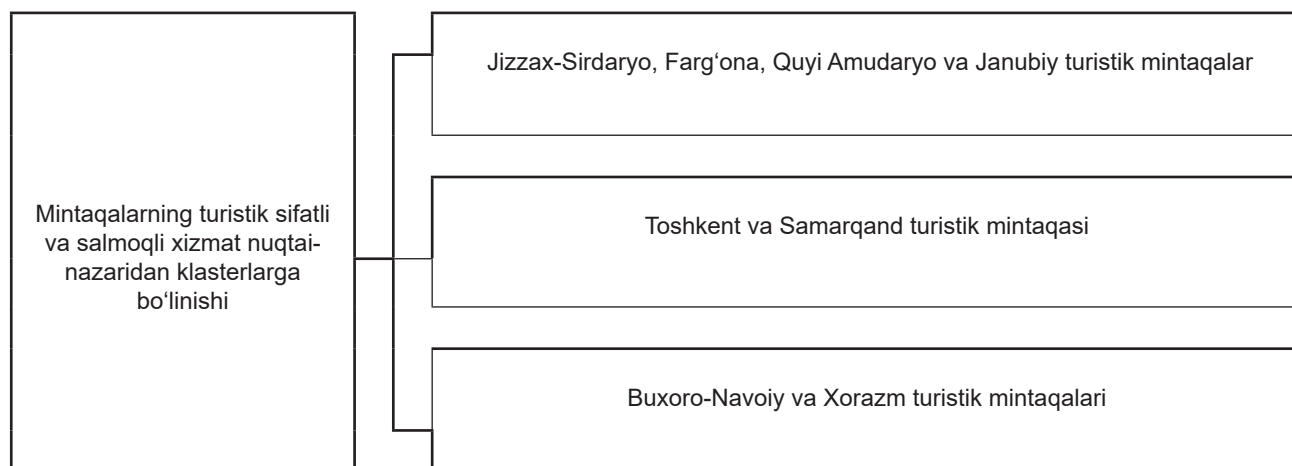 Mintaqalarning turistik sifatli
va salmoqli xizmat nuqtai-
nazaridan klasterlarga
bo‘linishi
Jizzax-Sirdaryo, Farg‘ona, Quyi Amudaryo va Janubiy turistik mintaqalar
Toshkent va Samarqand turistik mintaqasi
Buxoro-Navoiy va Xorazm turistik mintaqalari